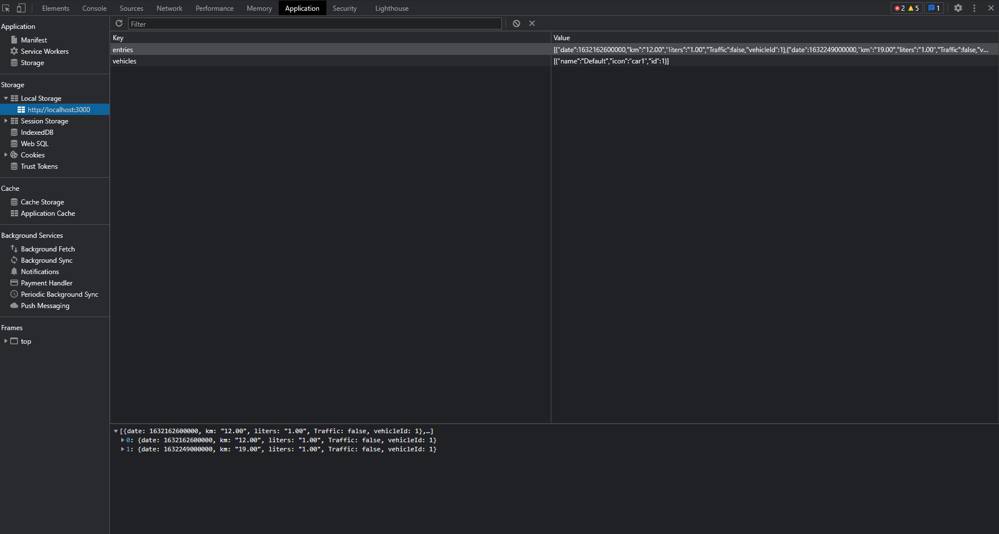 Elements Console Sources Network Performance Memory Application Security Lighthouse 2 5 1
Application
Manifest
Service Workers
Storage
Storage
Local Storage
http://localhost:3000
Session Storage
IndexedDB
Web SQL
Cookies
Trust Tokens
Cache
Cache Storage
Application Cache
Background Services
Background Fetch
Background Sync
Notifications
Payment Handler
Periodic Background Sync
Push Messaging
Frames
top
Filter
Key Value
entries [{"date":1632162600000,"km":"12.00","liters":"1.00","Traffic":false,"vehicleId":1},{"date":1632249000000,"km":"19.00","liters":"1.00","Traffic":false,"v...
vehicles [{"name":"Default","icon":"car1","id":1}]
[{date: 1632162600000, km: "12.00", liters: "1.00", Traffic: false, vehicleId: 1},…]
0: {date: 1632162600000, km: "12.00", liters: "1.00", Traffic: false, vehicleId: 1}
1: {date: 1632249000000, km: "19.00", liters: "1.00", Traffic: false, vehicleId: 1}